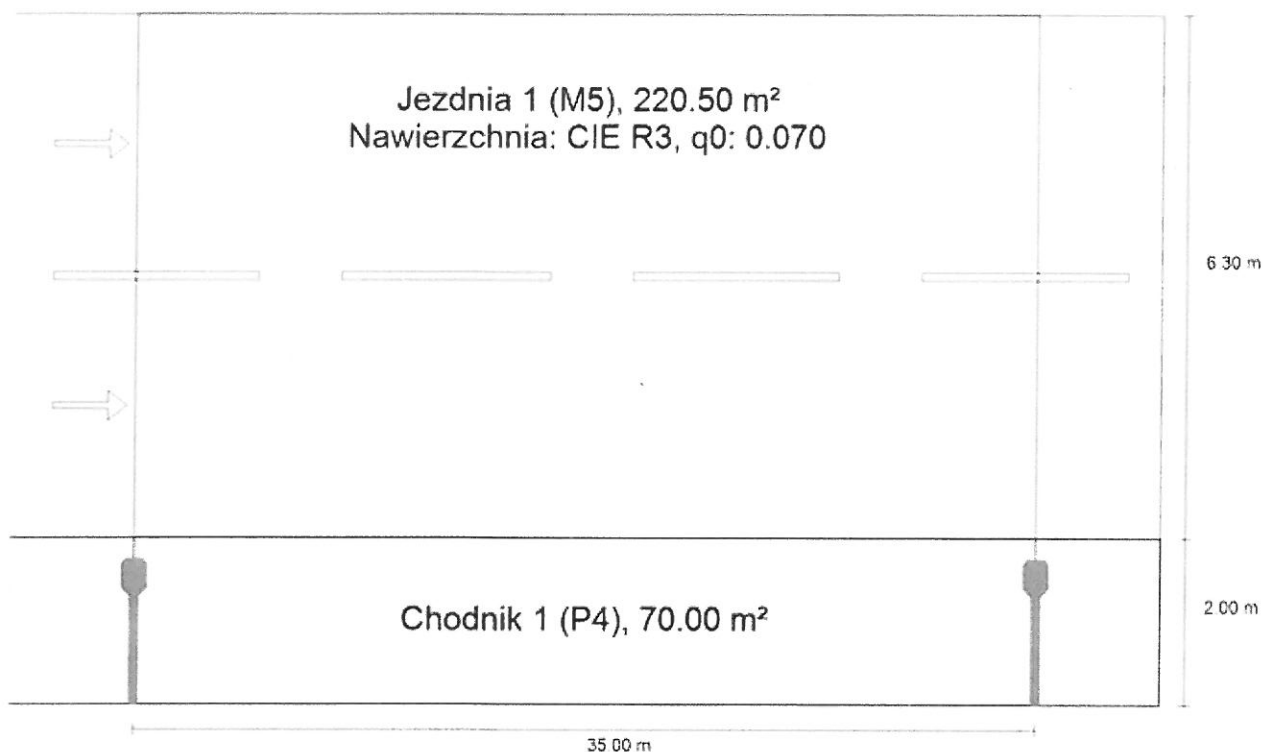 Jezdnia 1 (M5), 220.50 m²
Nawierzchnia: CIE R3, q0: 0.070
6.30 m
Chodnik 1 (P4), 70.00 m²
2.00 m
35.00 m